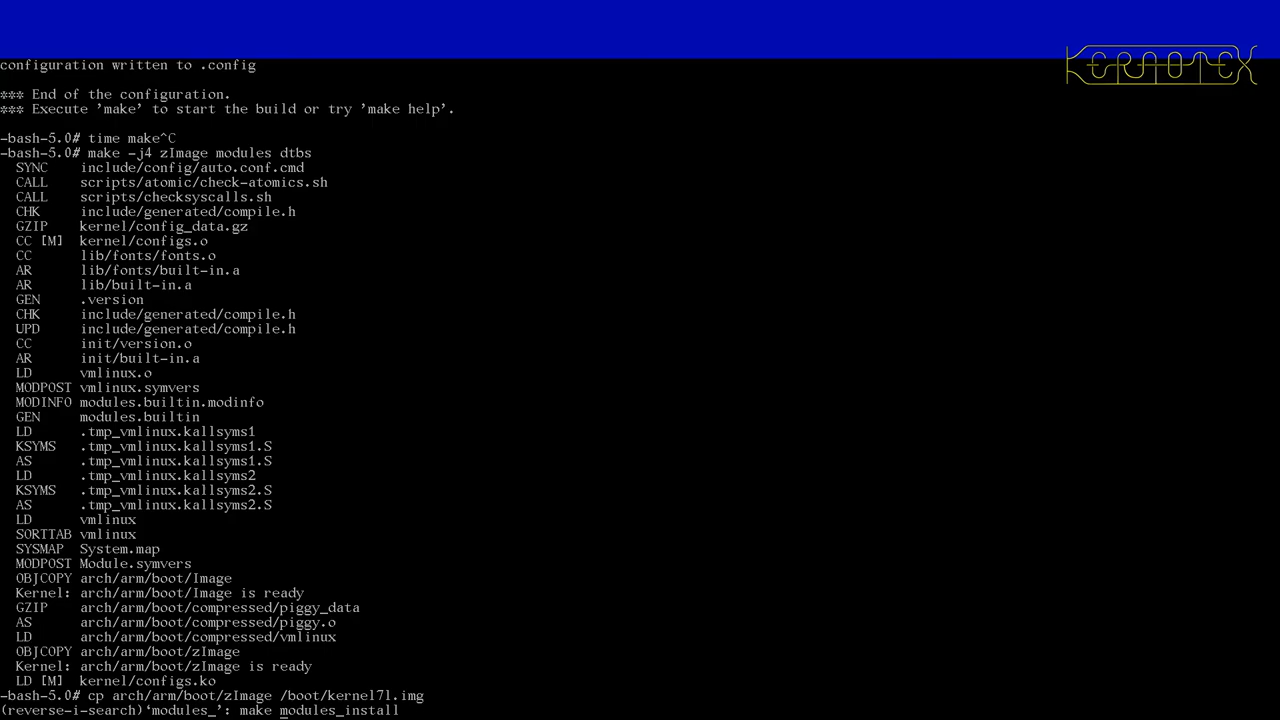 configuration written to .config
KERNOTEX
*** End of the configuration.
*** Execute 'make' to start the build or try 'make help'.
-bash-5.0# time make^C
-bash-5.0# make -j4 zImage modules dtbs
  SYNC    include/config/auto.conf.cmd
  CALL    scripts/atomic/check-atomics.sh
  CALL    scripts/checksyscalls.sh
  CHK     include/generated/compile.h
  GZIP    kernel/config_data.gz
  CC [M]  kernel/configs.o
  CC      lib/fonts/fonts.o
  AR      lib/fonts/built-in.a
  AR      lib/built-in.a
  GEN     .version
  CHK     include/generated/compile.h
  UPD     include/generated/compile.h
  CC      init/version.o
  AR      init/built-in.a
  LD      vmlinux.o
  MODPOST vmlinux.symvers
  MODINFO modules.builtin.modinfo
  GEN     modules.builtin
  LD      .tmp_vmlinux.kallsyms1
  KSYMS   .tmp_vmlinux.kallsyms1.S
  AS      .tmp_vmlinux.kallsyms1.S
  LD      .tmp_vmlinux.kallsyms2
  KSYMS   .tmp_vmlinux.kallsyms2.S
  AS      .tmp_vmlinux.kallsyms2.S
  LD      vmlinux
  SORTTAB vmlinux
  SYSMAP  System.map
  MODPOST Module.symvers
  OBJCOPY arch/arm/boot/Image
  Kernel: arch/arm/boot/Image is ready
  GZIP    arch/arm/boot/compressed/piggy_data
  AS      arch/arm/boot/compressed/piggy.o
  LD      arch/arm/boot/compressed/vmlinux
  OBJCOPY arch/arm/boot/zImage
  Kernel: arch/arm/boot/zImage is ready
  LD [M]  kernel/configs.ko
-bash-5.0# cp arch/arm/boot/zImage /boot/kernel7l.img
(reverse-i-search)‘modules_’: make modules_install